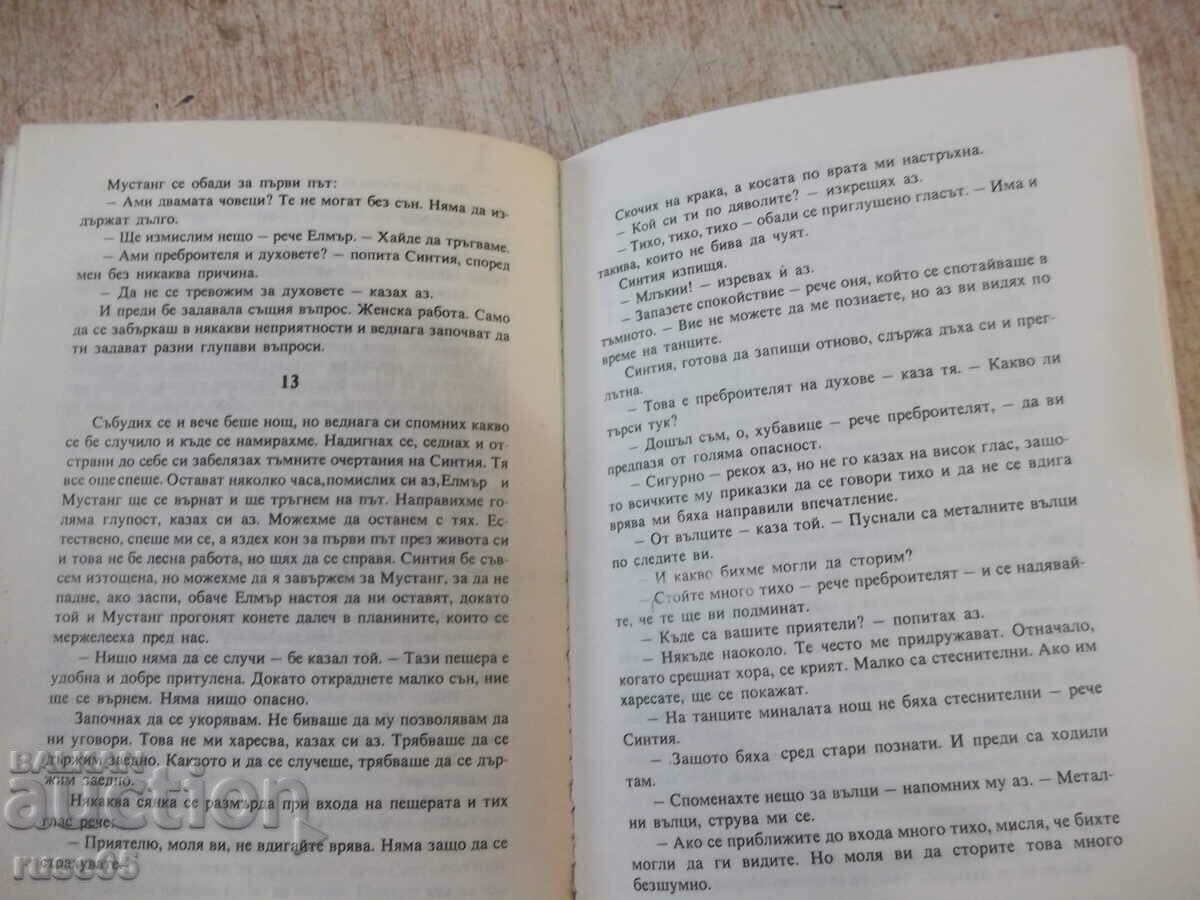 Мустанг се обади за първи път:
— Ами двамата човеци? Те не могат без сън. Няма да из-
държат дълго.
— Ще измислим нещо — рече Елмър. — Хайде да тръгваме.
— Ами преброителя и духовете? — попита Синтия, според
мен без никаква причина.
— Да не се тревожим за духовете — казах аз.
И преди бе задавала същия въпрос. Женска работа. Само
да се забъркаш в някакви неприятности и веднага започват да
ти задават разни глупави въпроси.
13
Събудих се и вече беше нощ, но веднага си спомних какво
се бе случило и къде се намирахме. Надигнах се, седнах и от-
страни до себе си забелязах тъмните очертания на Синтия. Тя
все още спеше. Остават няколко часа, помислих си аз, Елмър и
Мустанг ще се върнат и ще тръгнем на път. Направихме го-
ляма глупост, казах си аз. Можехме да останем с тях. Ес-
тествено, спеше ми се, а яздех кон за първи път през живота си
и това не бе лесна работа, но щях да се справя. Синтия бе съв-
сем изтощена, но можехме да я завържем за Мустанг, за да не
падне, ако заспи, обаче Елмър настоя да ни оставят, докато
той и Мустанг прогонят конете далеч в планините, които се
мержелееха пред нас.
— Нищо няма да се случи — бе казал той. — Тази пещера е
удобна и добре притулена. Докато откраднете малко сън, ние
ще се върнем. Няма нищо опасно.
Започнах да се укорявам. Не биваше да му позволявам да
ни уговори. Това не ми харесва, казах си аз. Трябваше да се
държим заедно. Каквото и да се случеше, трябваше да се дър-
жим заедно.
Някаква сянка се размърда при входа на пещерата и тих
глас рече:
— Приятелю, моля ви, не вдигайте врява. Няма защо да се
страхувате—
Скочих на крака, а косата по врата ми настръхна.
— Кой си ти по дяволите? — изкрещях аз.
— Тихо, тихо, тихо — обади се приглушено гласът. — Има и
такива, които не бива да чуят.
Синтия изпищя.
— Млъкни! — изревах ѝ аз.
— Запазете спокойствие — рече оня, който се спотайваше в
тъмното. — Вие не можете да ме познаете, но аз ви видях по
време на танците.
Синтия, готова да запищи отново, сдържа дъха си и прег-
лътна.
— Това е преброителят на духове — каза тя. — Какво ли
търси тук?
— Дошъл съм, о, хубавице — рече преброителят, — да ви
предпазя от голяма опасност.
— Сигурно — рекох аз, но не го казах на висок глас, защо-
то всичките му приказки да се говори тихо и да не се вдига
врява ми бяха направили впечатление.
— От вълците — каза той. — Пуснали са металните вълци
по следите ви.
— И какво бихме могли да сторим?
— Стойте много тихо — рече преброителят — и се надявай-
те, че те ще ви подминат.
— Къде са вашите приятели? — попитах аз.
— Някъде наоколо. Те често ме придружават. Отначало,
когато срещнат хора, се крият. Малко са стеснителни. Ако им
харесате, ще се покажат.
— На танците миналата нощ не бяха стеснителни — рече
Синтия.
— Защото бяха сред стари познати. И преди са ходили
там.
— Споменахте нещо за вълци — напомних му аз. — Метал-
ни вълци, струва ми се.
— Ако се приближите до входа много тихо, мисля, че бихте
могли да ги видите. Но моля ви да сторите това много
безшумно.
BALKAN
auction
rus365